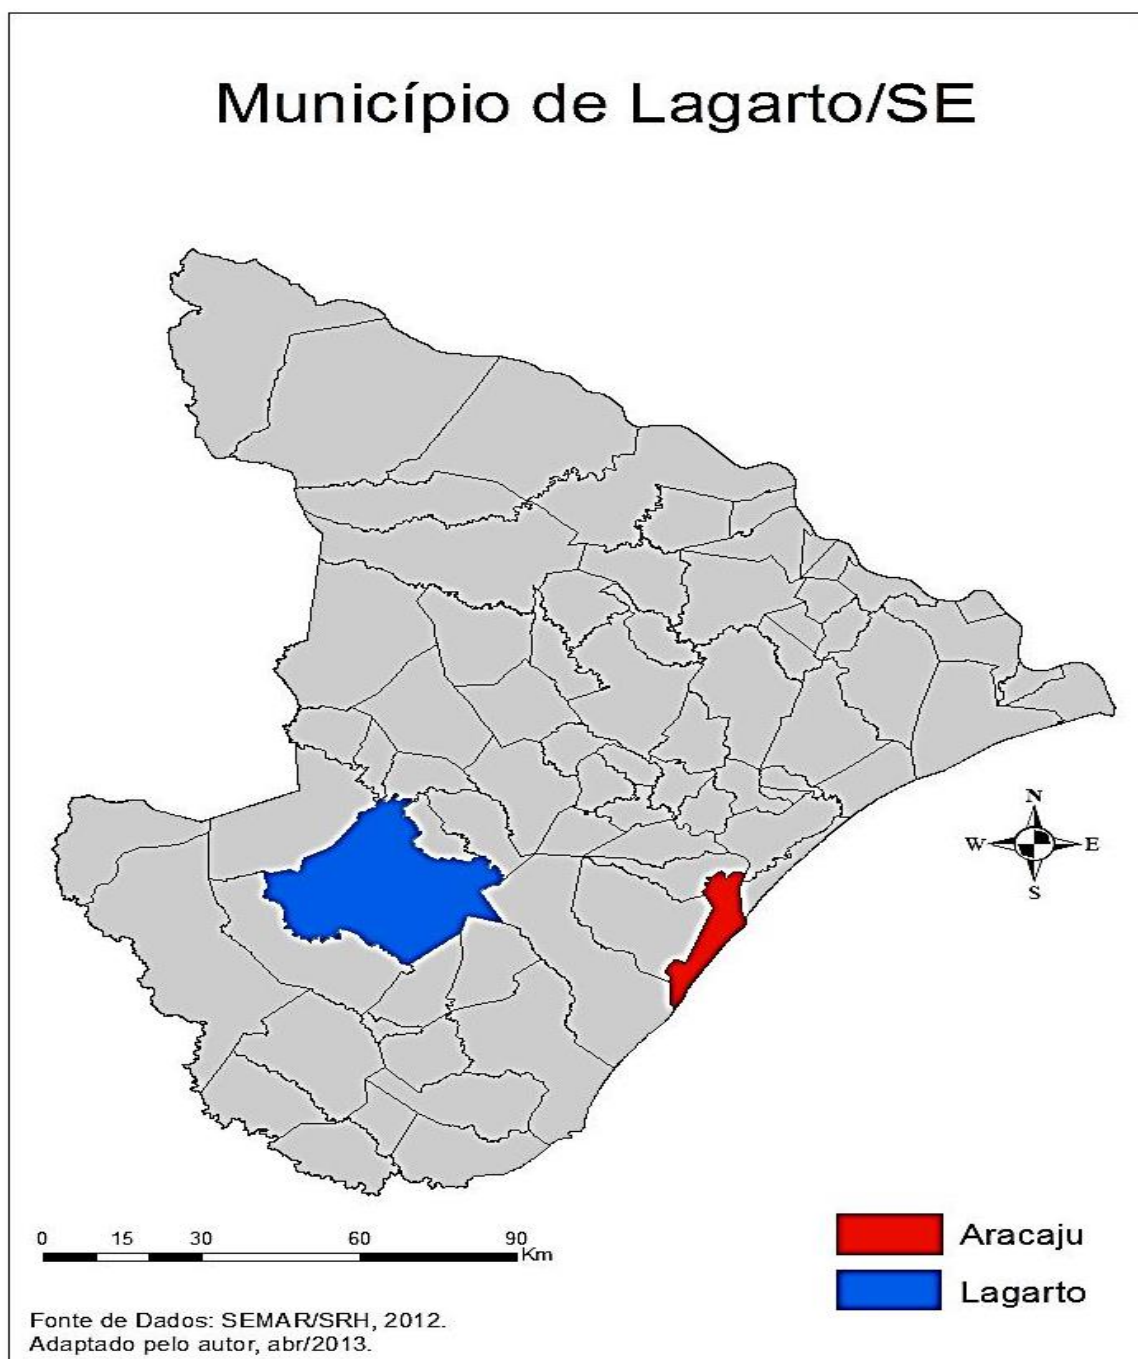 Município de Lagarto/SE
N
W E
S
0 15 30 60 90
Km
Aracaju
Lagarto
Fonte de Dados: SEMAR/SRH, 2012.
Adaptado pelo autor, abr/2013.